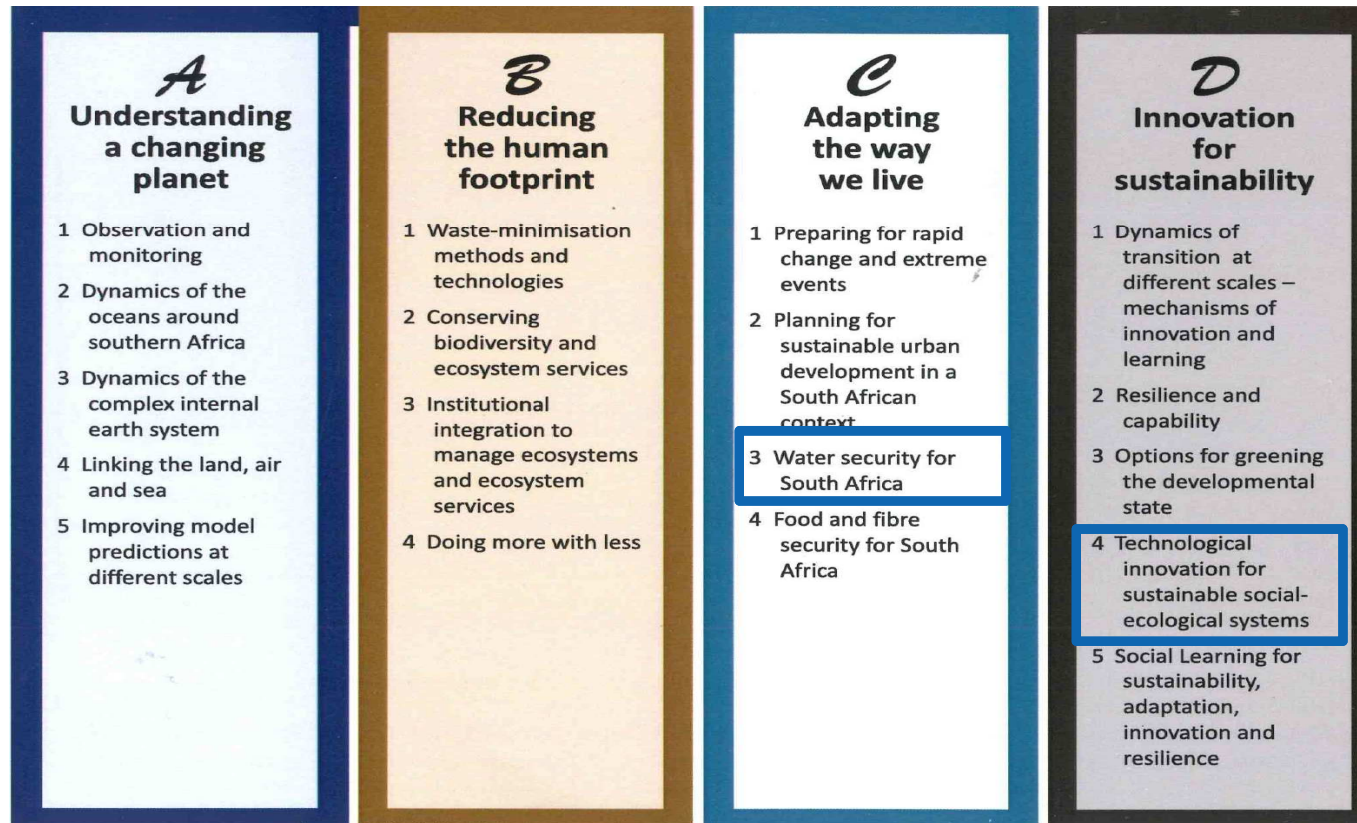 A
Understanding
a changing
planet
1 Observation and
monitoring
2 Dynamics of the
oceans around
southern Africa
3 Dynamics of the
complex internal
earth system
4 Linking the land, air
and sea
5 Improving model
predictions at
different scales
B
Reducing
the human
footprint
1 Waste-minimisation
methods and
technologies
2 Conserving
biodiversity and
ecosystem services
3 Institutional
integration to
manage ecosystems
and ecosystem
services
4 Doing more with less
C
Adapting
the way
we live
1 Preparing for rapid
change and extreme
events
2 Planning for
sustainable urban
development in a
South African
context
3 Water security for
South Africa
4 Food and fibre
security for South
Africa
D
Innovation
for
sustainability
1 Dynamics of
transition at
different scales –
mechanisms of
innovation and
learning
2 Resilience and
capability
3 Options for greening
the developmental
state
4 Technological
innovation for
sustainable social-
ecological systems
5 Social Learning for
sustainability,
adaptation,
innovation and
resilience